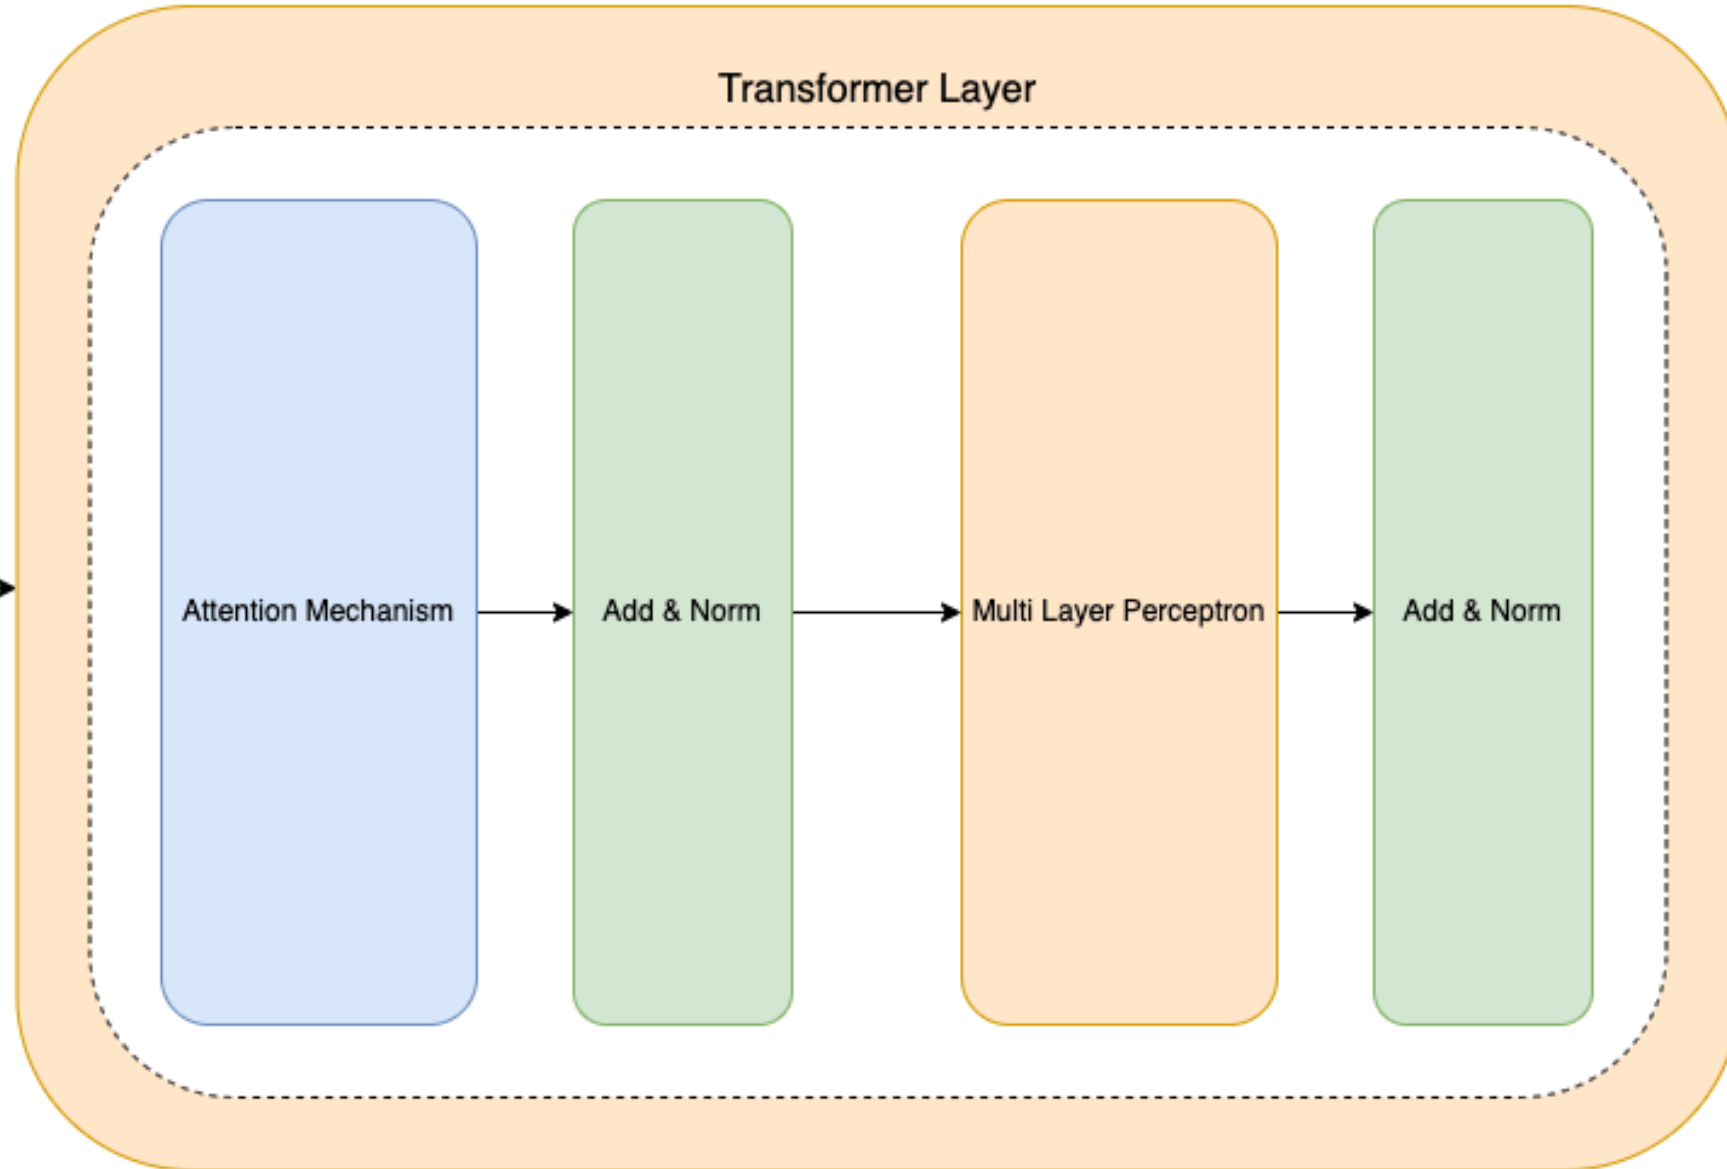 Transformer Layer
Attention Mechanism
Add & Norm
Multi Layer Perceptron
Add & Norm